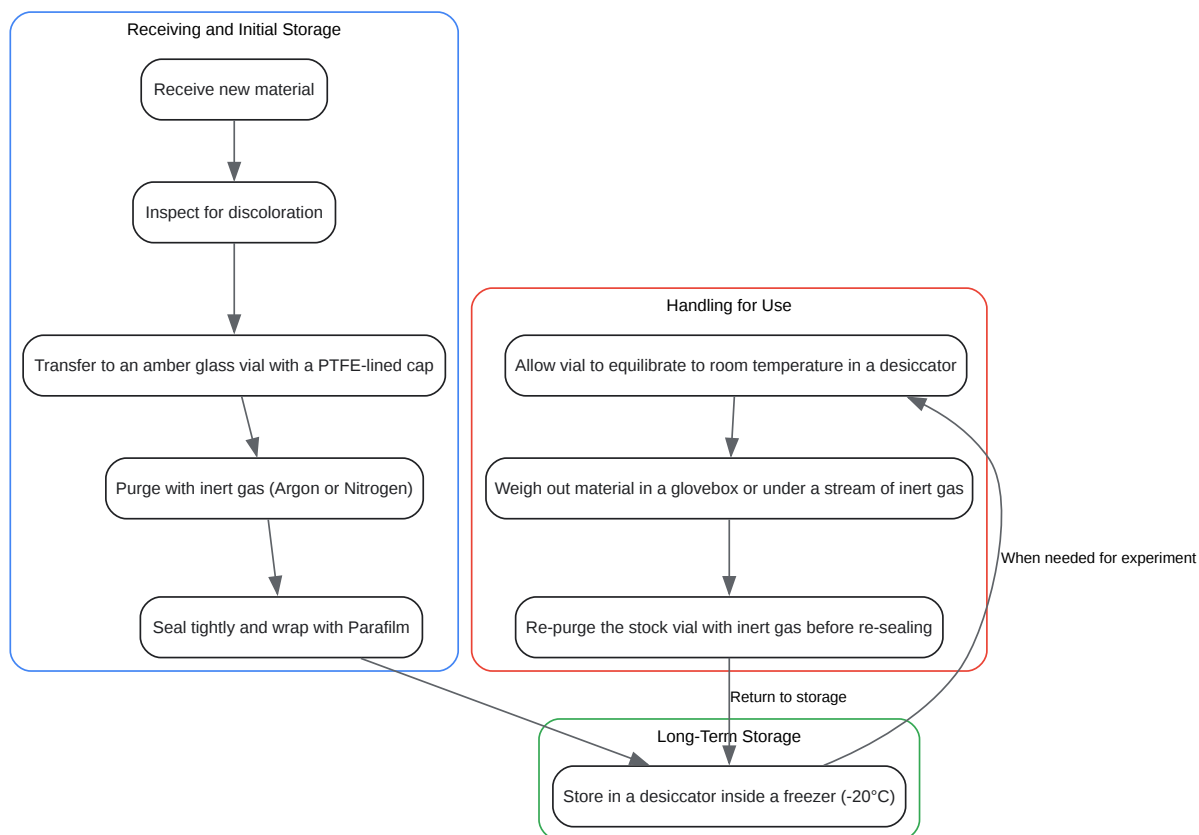 Receiving and Initial Storage
Receive new material
Inspect for discoloration
Transfer to an amber glass vial with a PTFE-lined cap
Purge with inert gas (Argon or Nitrogen)
Seal tightly and wrap with Parafilm
Handling for Use
Allow vial to equilibrate to room temperature in a desiccator
Weigh out material in a glovebox or under a stream of inert gas
Re-purge the stock vial with inert gas before re-sealing
When needed for experiment
Return to storage
Long-Term Storage
Store in a desiccator inside a freezer (-20°C)